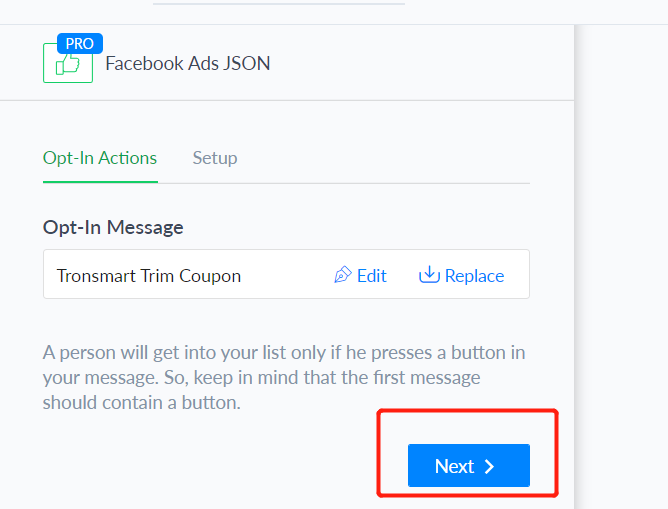 PRO
Facebook Ads JSON
Opt-In Actions
Setup
Opt-In Message
Tronsmart Trim Coupon
Edit
Replace
A person will get into your list only if he presses a button in
your message. So, keep in mind that the first message
should contain a button.
Next